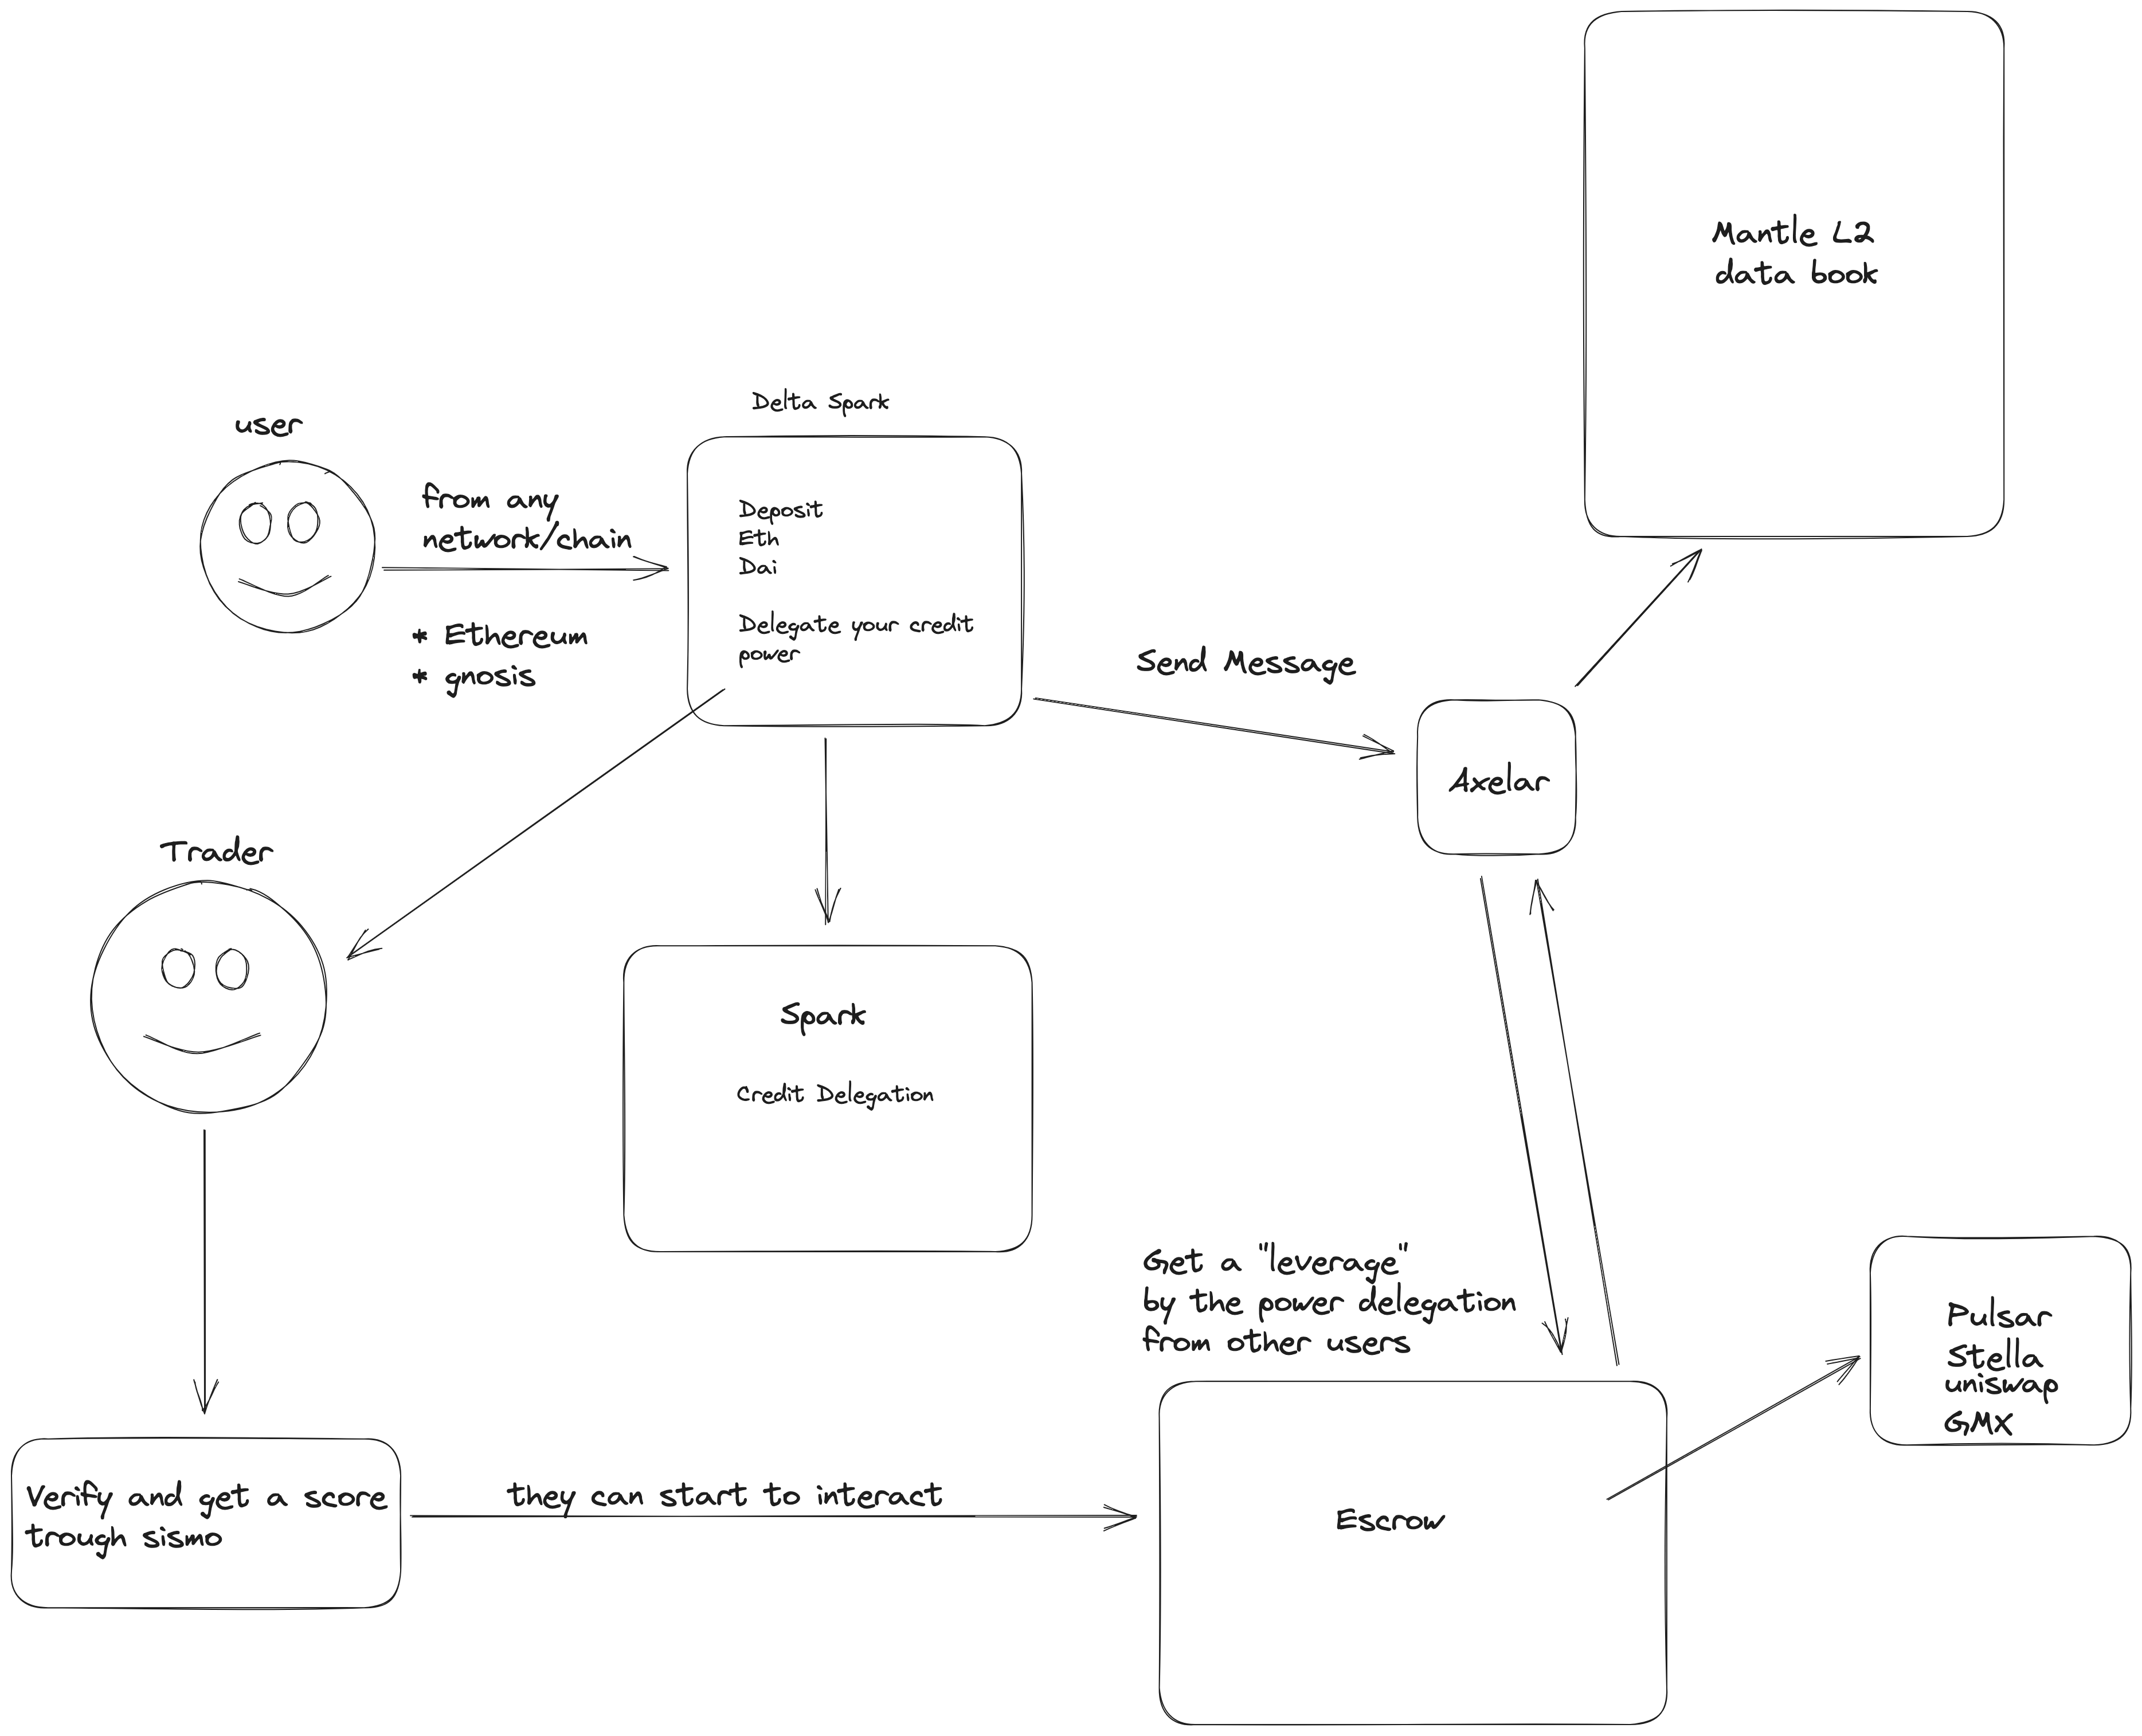 Mantle L2
data book
Delta Spark
user
from any
network/chain
* Ethereum
* gnosis
Deposit
Eth
Dai
Delegate your credit
power
Send Message
Axelar
Trader
Spark
Credit Delegation
Get a "leverage"
by the power delegation
from other users
Pulsar
Stella
uniswap
GMX
Verify and get a score
trough sismo
they can start to interact
Escrow